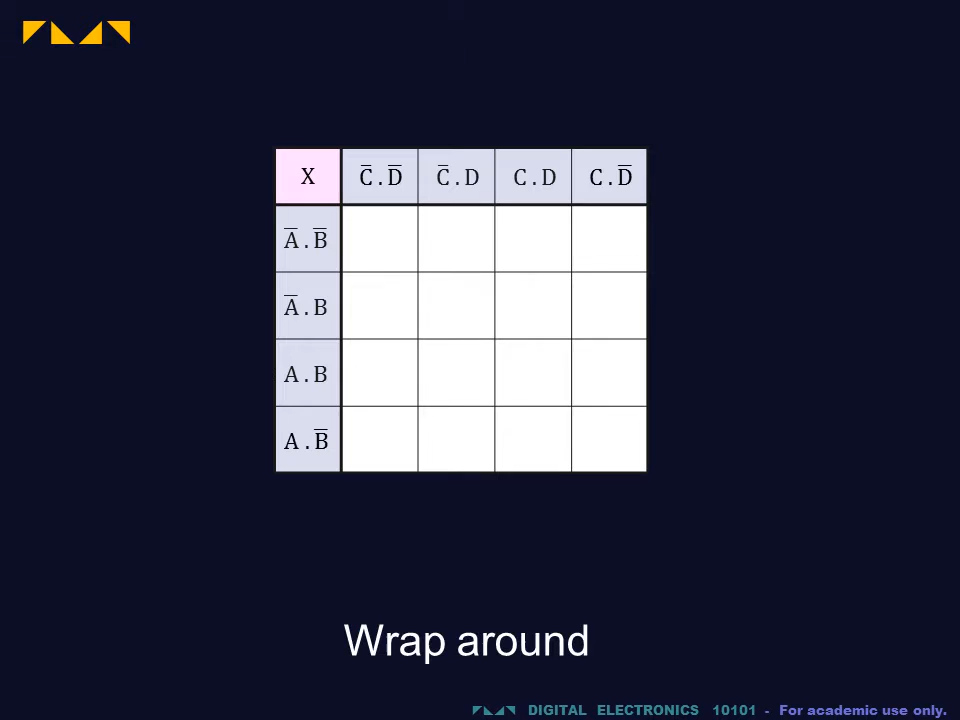 X C̅.D̅ C̅.D C.D C.D̅
A̅.B̅
A̅.B
A.B
A.B̅
Wrap around
DIGITAL ELECTRONICS 10101 - For academic use only.